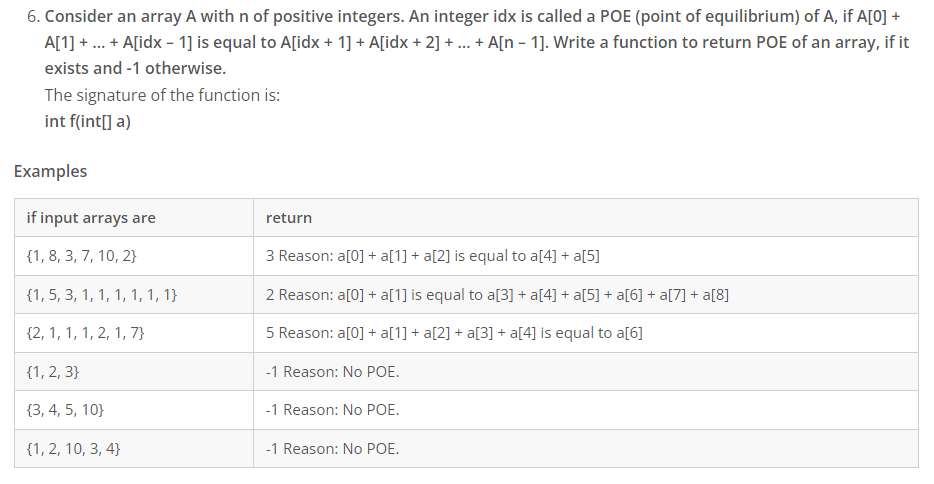 6. Consider an array A with n of positive integers. An integer idx is called a POE (point of equilibrium) of A, if A[0] +
A[1] + ... + A[idx – 1] is equal to A[idx + 1] + A[idx + 2] + ... + A[n – 1]. Write a function to return POE of an array, if it
exists and -1 otherwise.
The signature of the function is:
int f(int[] a)
Examples
if input arrays are return
{1, 8, 3, 7, 10, 2} 3 Reason: a[0] + a[1] + a[2] is equal to a[4] + a[5]
{1, 5, 3, 1, 1, 1, 1, 1, 1} 2 Reason: a[0] + a[1] is equal to a[3] + a[4] + a[5] + a[6] + a[7] + a[8]
{2, 1, 1, 1, 2, 1, 7} 5 Reason: a[0] + a[1] + a[2] + a[3] + a[4] is equal to a[6]
{1, 2, 3} -1 Reason: No POE.
{3, 4, 5, 10} -1 Reason: No POE.
{1, 2, 10, 3, 4} -1 Reason: No POE.